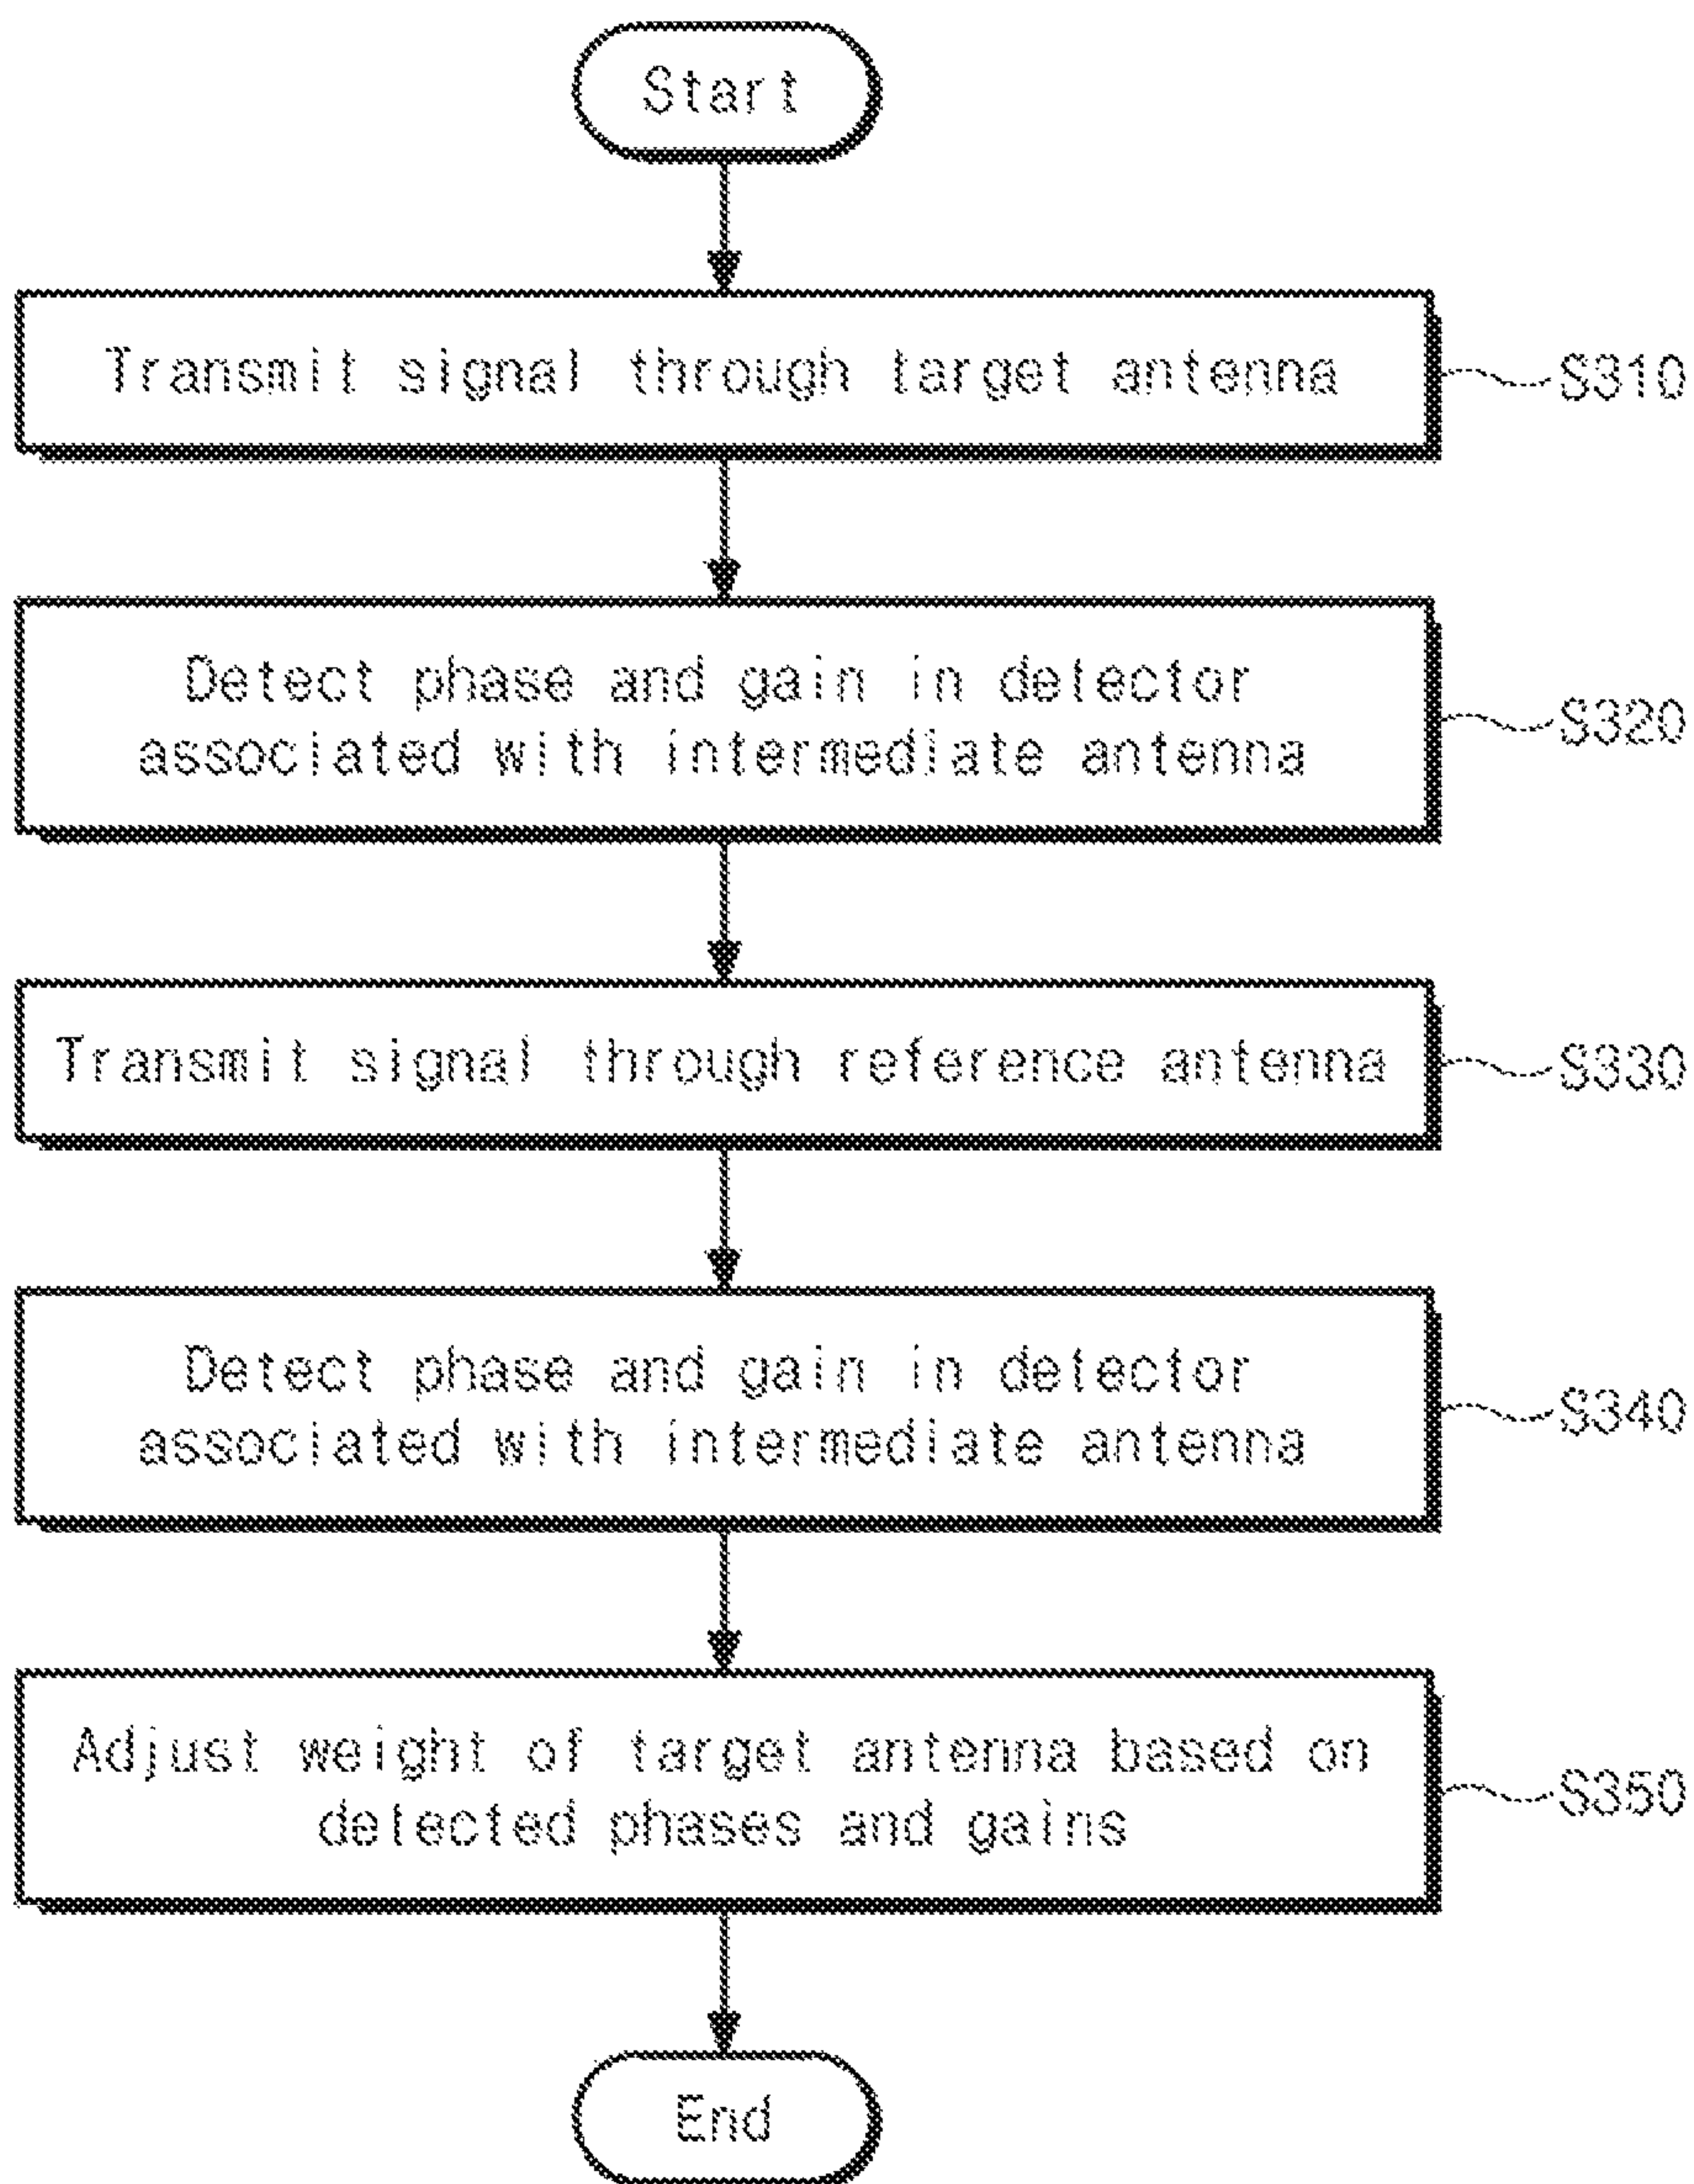 Start
Transmit signal through target antenna
S310
Detect phase and gain in detector
associated with intermediate antenna
S320
Transmit signal through reference antenna
S330
Detect phase and gain in detector
associated with intermediate antenna
S340
Adjust weight of target antenna based on
detected phases and gains
S350
End